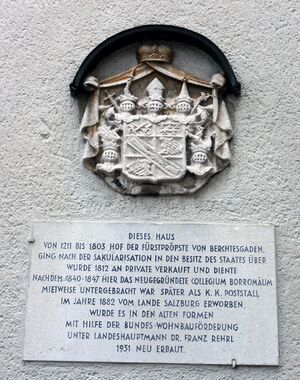 DIESES HAUS
VON 1211 BIS 1803 HOF DER FÜRSTPRÖPSTE VON BERCHTESGADEN,
GING NACH DER SÄKULARISATION IN DEN BESITZ DES STAATES ÜBER
WURDE 1812 AN PRIVATE VERKAUFT UND DIENTE
NACHDEM 1840-1847 HIER DAS NEUGEGRÜNDETE COLLEGIUM BORROMÄUM
MIETWEISE UNTERGEBRACHT WAR SPÄTER ALS K. K. POSTSTALL
IM JAHRE 1882 VOM LANDE SALZBURG ERWORBEN,
WURDE ES IN DEN ALTEN FORMEN
MIT HILFE DER BUNDES-WOHNBAUFÖRDERUNG
UNTER LANDESHAUPTMANN DR. FRANZ REHRL
1931 NEU ERBAUT.